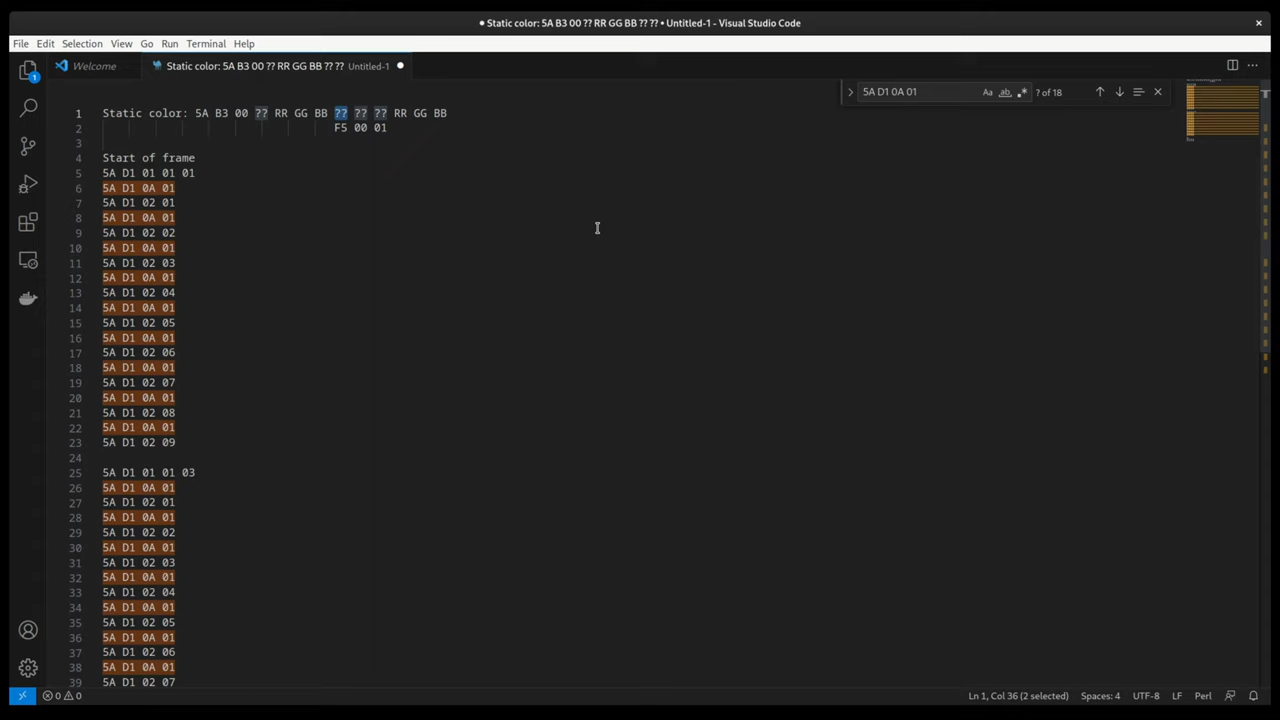 ● Static color: 5A B3 00 ?? RR GG BB ?? ?? • Untitled-1 - Visual Studio Code
File Edit Selection View Go Run Terminal Help
Welcome
Static color: 5A B3 00 ?? RR GG BB ?? ?? Untitled-1 ●
5A D1 0A 01 Aa ab .* ? of 18
1
1 Static color: 5A B3 00 ?? RR GG BB ?? ?? ?? RR GG BB
2 F5 00 01
3
4 Start of frame
5 5A D1 01 01 01
6 5A D1 0A 01
7 5A D1 02 01
8 5A D1 0A 01
9 5A D1 02 02
10 5A D1 0A 01
11 5A D1 02 03
12 5A D1 0A 01
13 5A D1 02 04
14 5A D1 0A 01
15 5A D1 02 05
16 5A D1 0A 01
17 5A D1 02 06
18 5A D1 0A 01
19 5A D1 02 07
20 5A D1 0A 01
21 5A D1 02 08
22 5A D1 0A 01
23 5A D1 02 09
24
25 5A D1 01 01 03
26 5A D1 0A 01
27 5A D1 02 01
28 5A D1 0A 01
29 5A D1 02 02
30 5A D1 0A 01
31 5A D1 02 03
32 5A D1 0A 01
33 5A D1 02 04
34 5A D1 0A 01
35 5A D1 02 05
36 5A D1 0A 01
37 5A D1 02 06
38 5A D1 0A 01
39 5A D1 02 07
0 0 Ln 1, Col 36 (2 selected) Spaces: 4 UTF-8 LF Perl